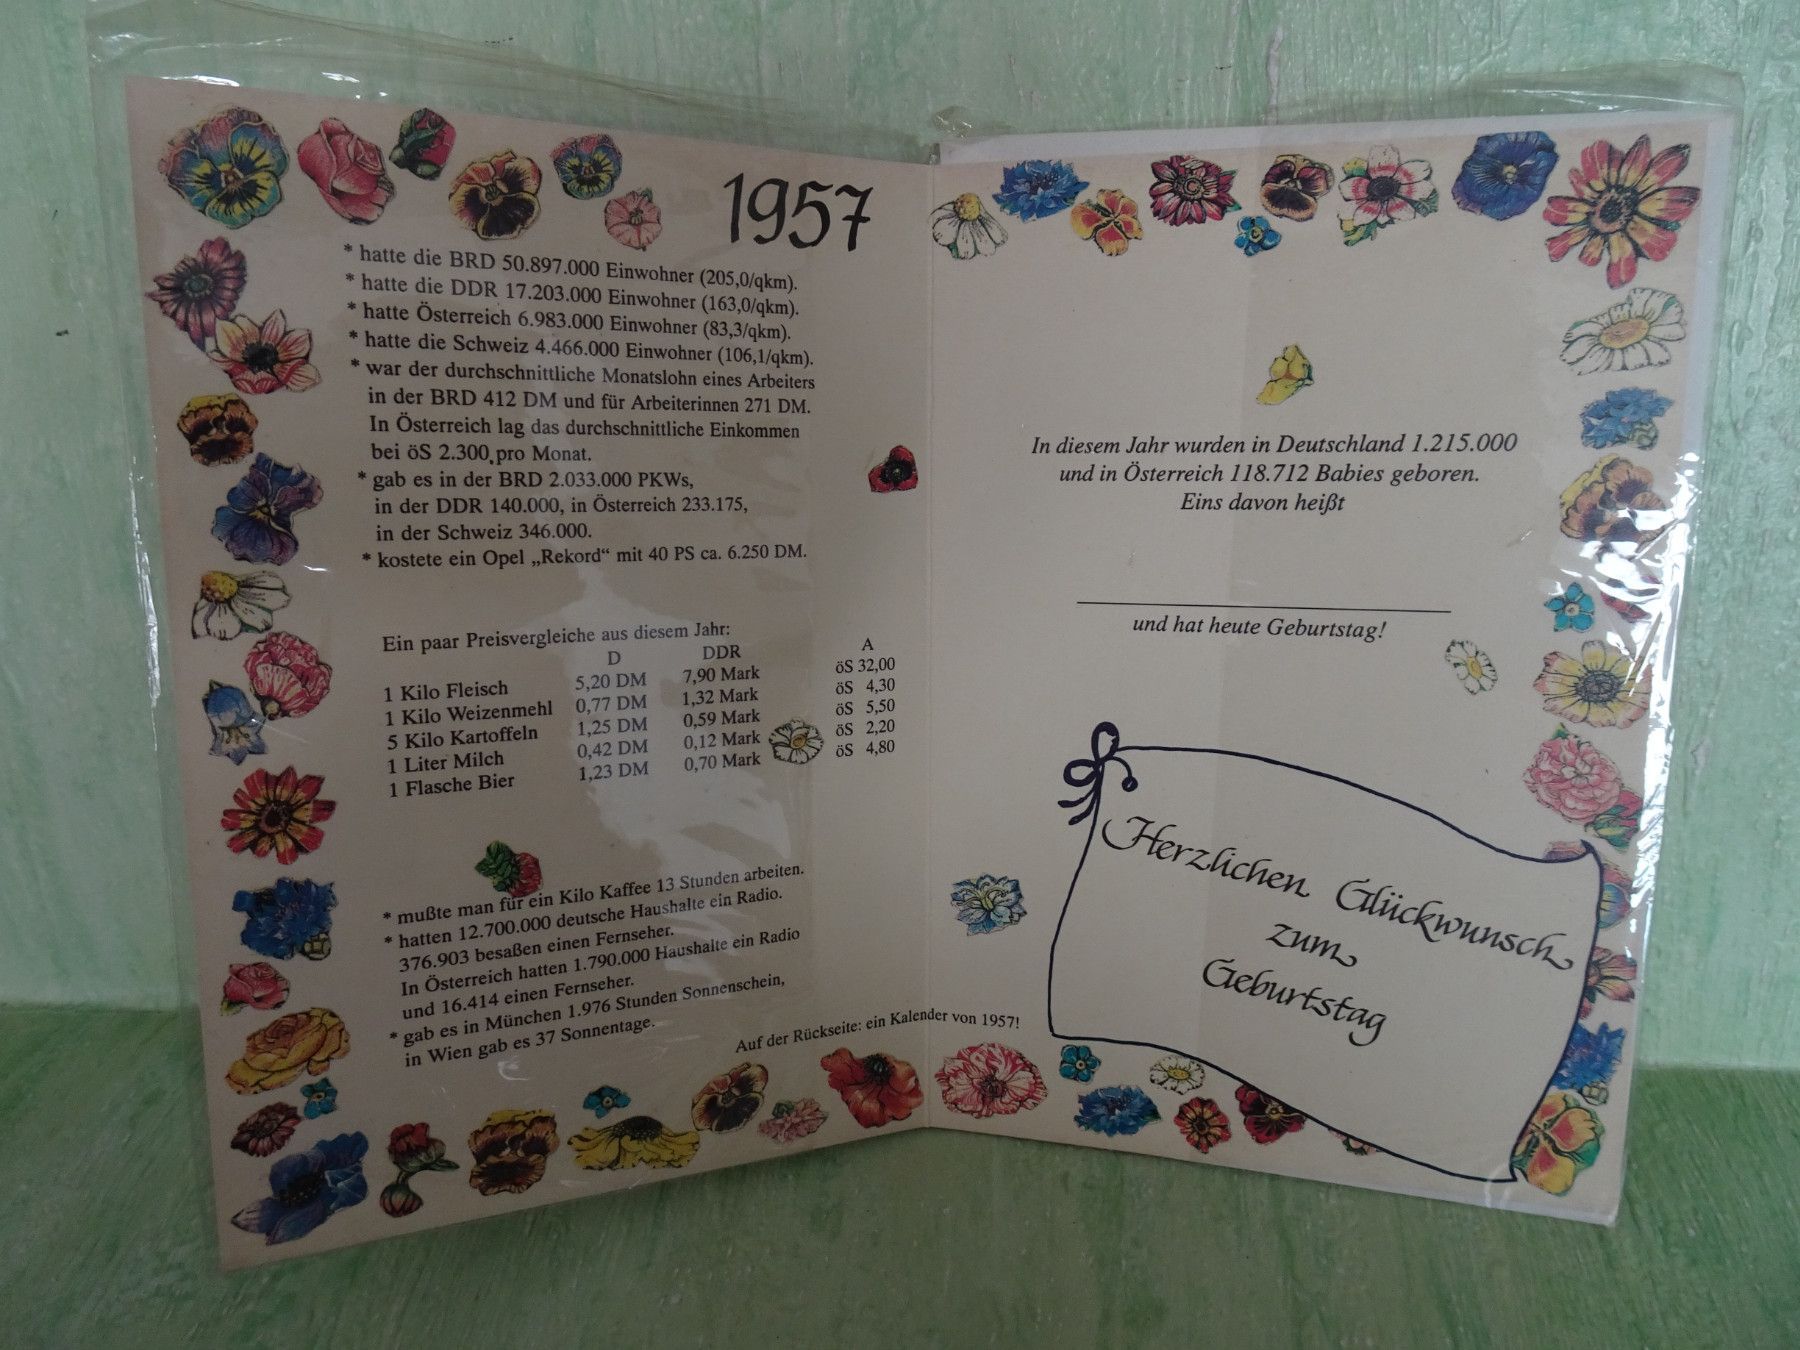 1957
* hatte die BRD 50.897.000 Einwohner (205,0/qkm).
* hatte die DDR 17.203.000 Einwohner (163,0/qkm).
* hatte Österreich 6.983.000 Einwohner (83,3/qkm).
* hatte die Schweiz 4.466.000 Einwohner (106,1/qkm).
* war der durchschnittliche Monatslohn eines Arbeiters
in der BRD 412 DM und für Arbeiterinnen 271 DM.
In Österreich lag das durchschnittliche Einkommen
bei öS 2.300 pro Monat.
* gab es in der BRD 2.033.000 PKWs,
in der DDR 140.000, in Österreich 233.175,
in der Schweiz 346.000.
* kostete ein Opel „Rekord“ mit 40 PS ca. 6.250 DM.
Ein paar Preisvergleiche aus diesem Jahr:
D DDR A
1 Kilo Fleisch 5,20 DM 7,90 Mark öS 32,00
1 Kilo Weizenmehl 0,77 DM 1,32 Mark öS 4,30
5 Kilo Kartoffeln 1,25 DM 0,59 Mark öS 5,50
1 Liter Milch 0,42 DM 0,12 Mark öS 2,20
1 Flasche Bier 1,23 DM 0,70 Mark öS 4,80
* mußte man für ein Kilo Kaffee 13 Stunden arbeiten.
* hatten 12.700.000 deutsche Haushalte ein Radio.
376.903 besaßen einen Fernseher.
In Österreich hatten 1.790.000 Haushalte ein Radio
und 16.414 einen Fernseher.
* gab es in München 1.976 Stunden Sonnenschein,
in Wien gab es 37 Sonnentage.
Auf der Rückseite: ein Kalender von 1957!
In diesem Jahr wurden in Deutschland 1.215.000
und in Österreich 118.712 Babies geboren.
Eins davon heißt
und hat heute Geburtstag!
Herzlichen Glückwunsch
zum
Geburtstag